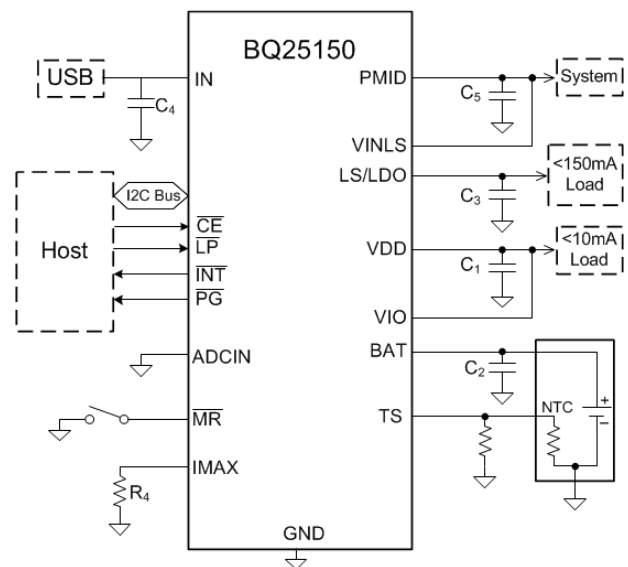 BQ25150
USB
IN
C4
PMID
C5
System
VINLS
LS/LDO
C3
<150mA
Load
I2C Bus
Host
CE
LP
INT
PG
VDD
C1
<10mA
Load
VIO
ADCIN
BAT
C2
MR
TS
NTC
+
−
IMAX
R4
GND